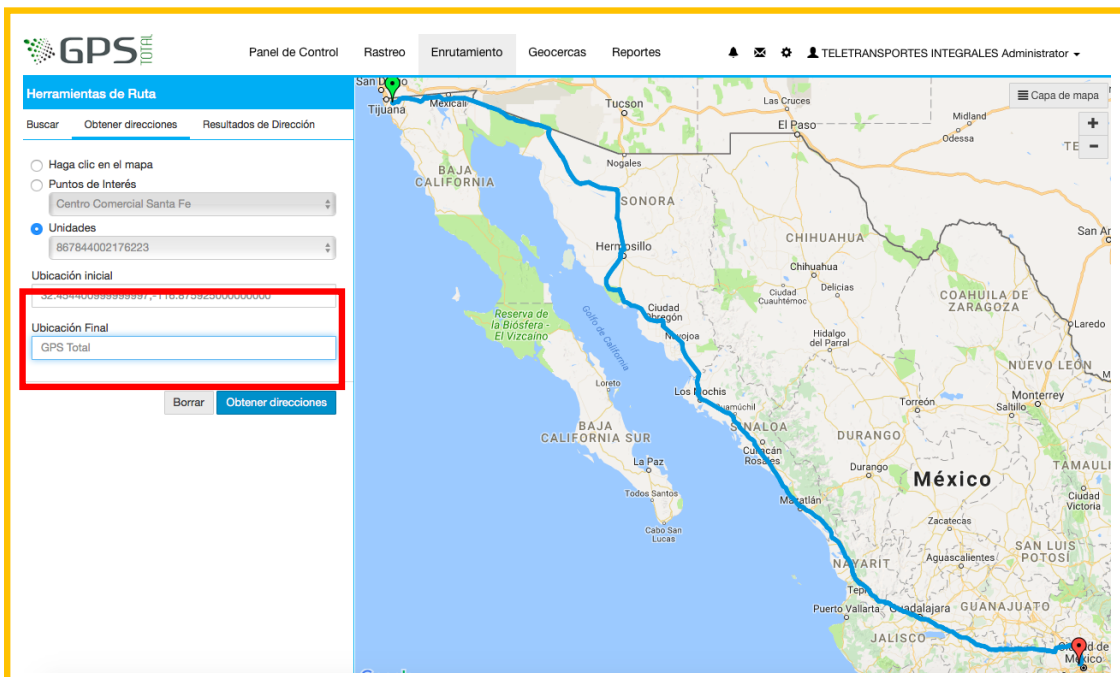 GPS TOTAL
Panel de Control Rastreo Enrutamiento Geocercas Reportes TELETRANSPORTES INTEGRALES Administrator
Herramientas de Ruta
Buscar Obtener direcciones Resultados de Dirección
Haga clic en el mapa
Puntos de Interés
Centro Comercial Santa Fe
Unidades
867844002176223
Ubicación inicial
Ubicación Final
GPS Total
Borrar Obtener direcciones
Capa de mapa
+
-
San
Tijuana
Mexicali
Tucson
Las Cruces
El Paso
Midland
Odessa
TE
Nogales
BAJA
CALIFORNIA
SONORA
CHIHUAHUA
San Ar
Hermosillo
Chihuahua
Delicias
Ciudad
Cuauhtémoc
COAHUILA DE
ZARAGOZA
Reserva de
la Biósfera -
El Vizcaíno
Golfo de California
Ciudad
Obregón
Navojoa
Hidalgo
del Parral
Laredo
NUEVO LEÓN
Loreto
Los Mochis
Guamúchil
Torreón
Monterrey
Saltillo
BAJA
CALIFORNIA SUR
SINALOA
Culiacán
Rosales
DURANGO
La Paz
Durango
México
TAMAULI
Todos Santos
Mazatlán
Ciudad
Victoria
Cabo San
Lucas
Zacatecas
SAN LUIS
POTOSÍ
NAYARIT
Aguascalientes
Tepic
Puerto Vallarta
Guadalajara
GUANAJUATO
JALISCO
Ciudad de
México